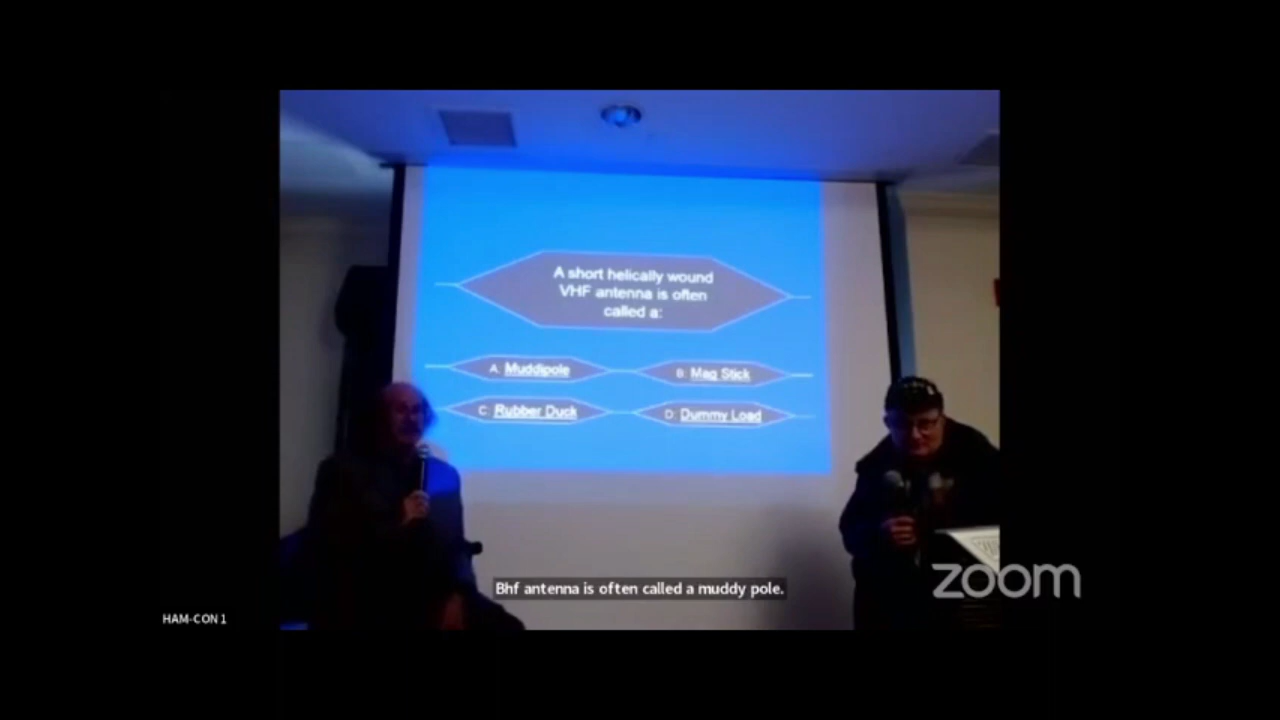 A short helically wound
VHF antenna is often
called a:
A: Muddipole
B: Mag Stick
C: Rubber Duck
D: Dummy Load
Bhf antenna is often called a muddy pole.
zoom
HAM-CON 1